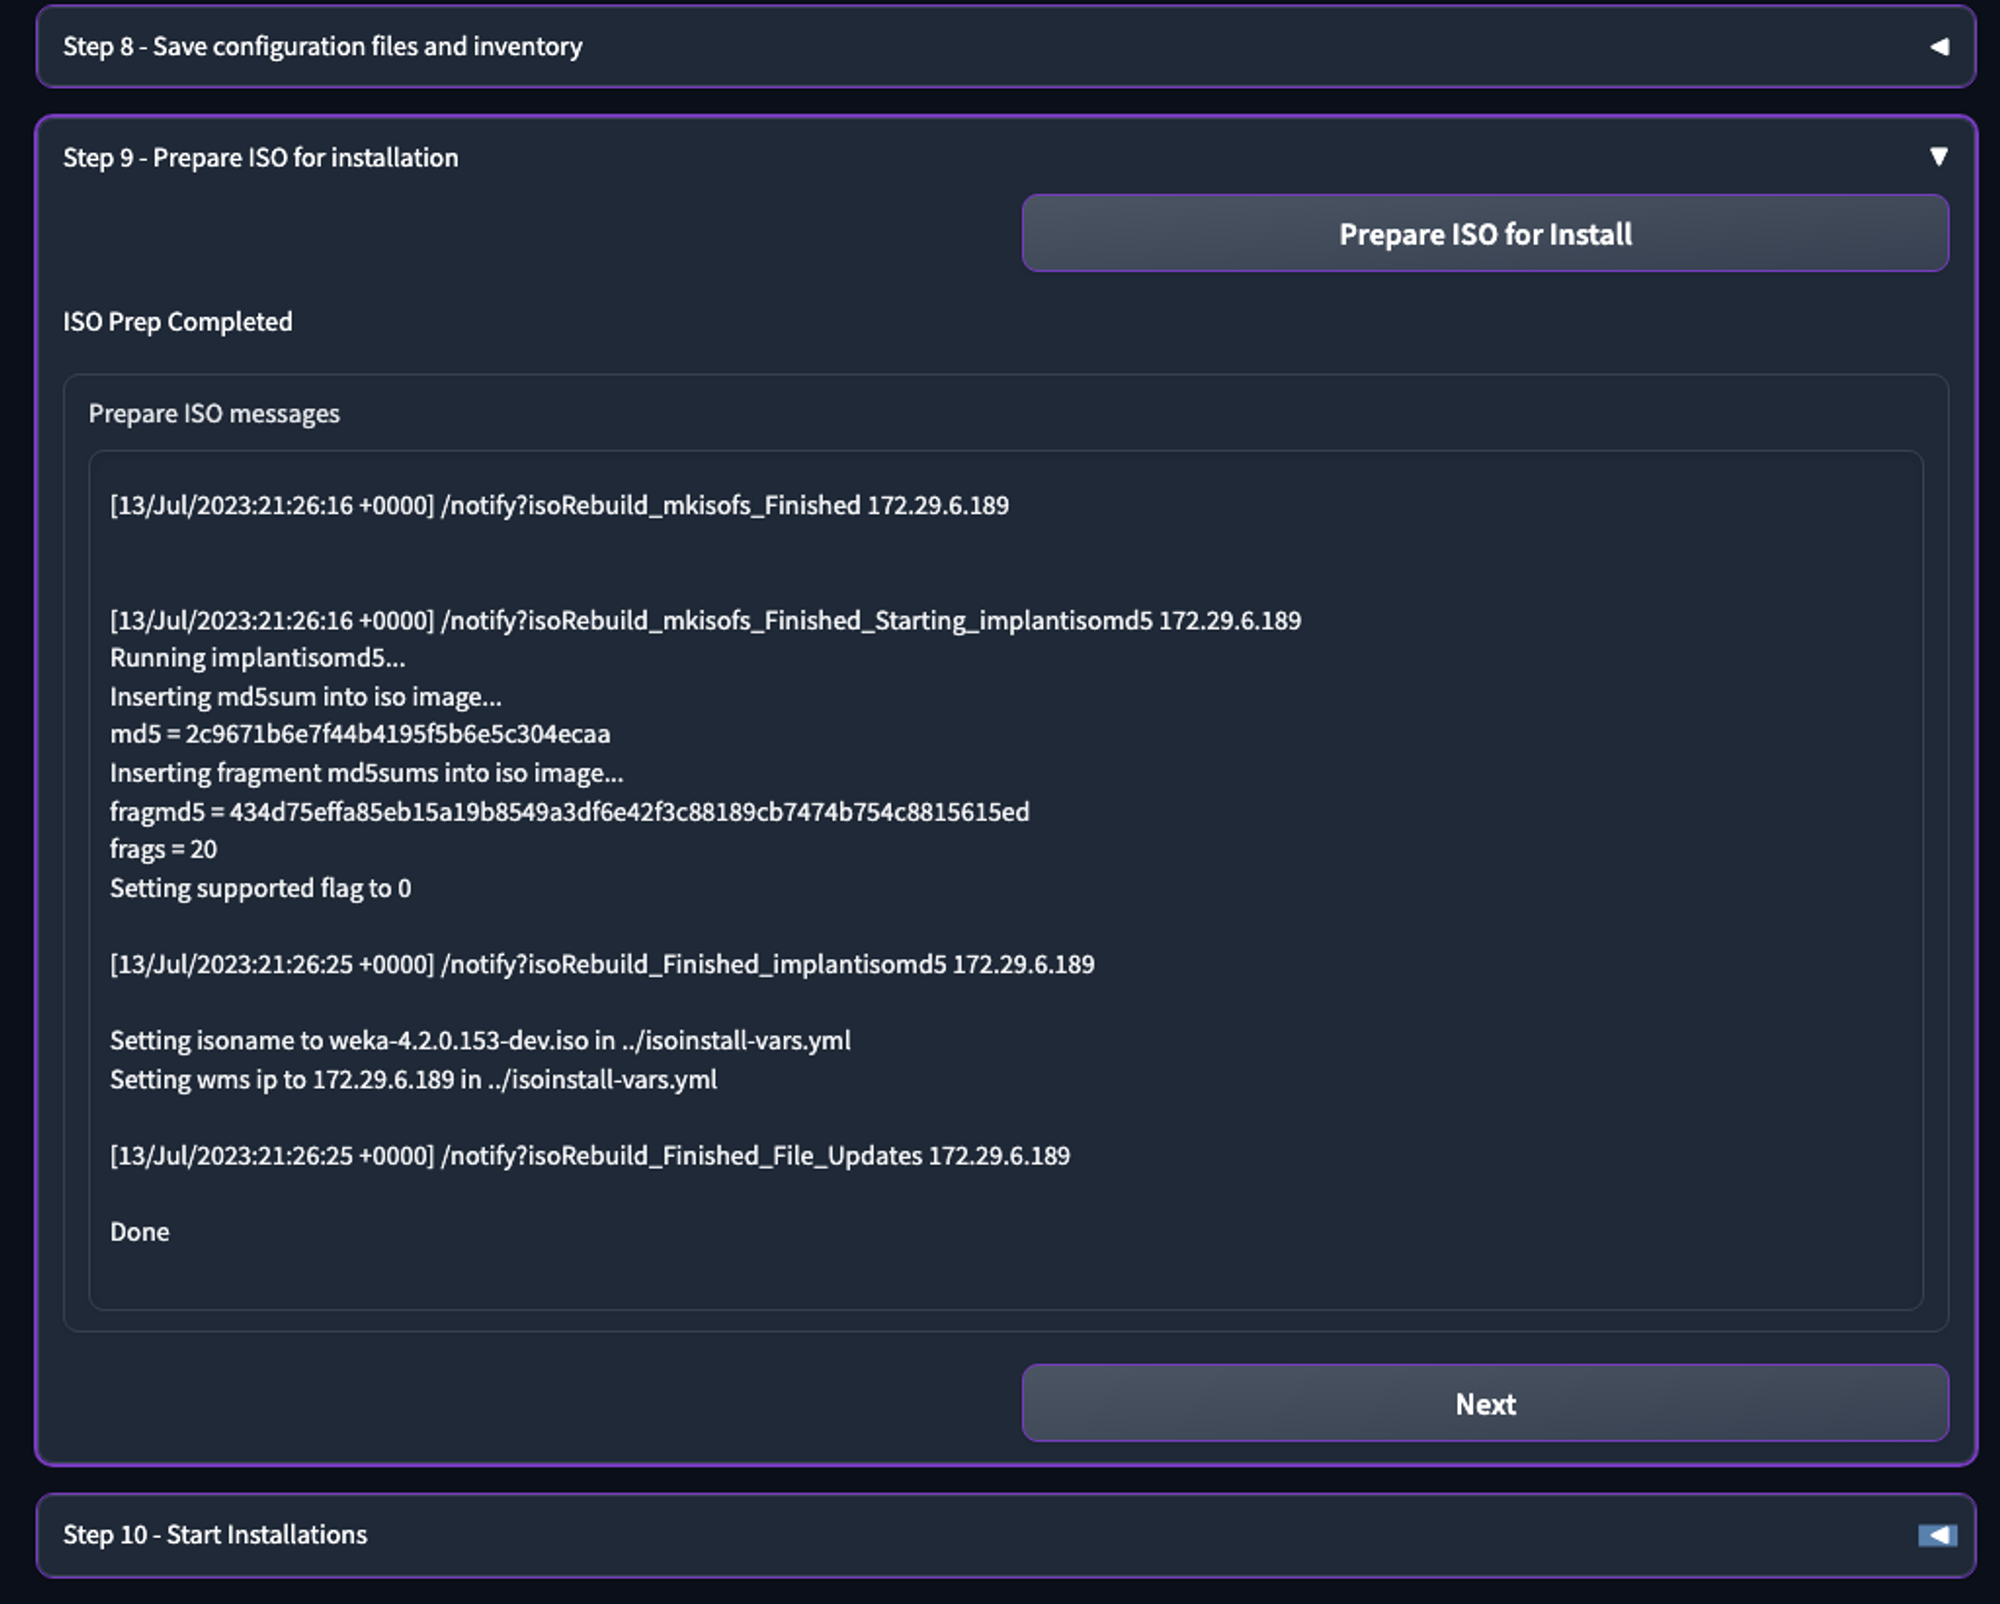 Step 8 - Save configuration files and inventory
Step 9 - Prepare ISO for installation
Prepare ISO for Install
ISO Prep Completed
Prepare ISO messages
[13/Jul/2023:21:26:16 +0000] /notify?isoRebuild_mkisofs_Finished 172.29.6.189
[13/Jul/2023:21:26:16 +0000] /notify?isoRebuild_mkisofs_Finished_Starting_implantisomd5 172.29.6.189
Running implantisomd5...
Inserting md5sum into iso image...
md5 = 2c9671b6e7f44b4195f5b6e5c304ecaa
Inserting fragment md5sums into iso image...
fragmd5 = 434d75effa85eb15a19b8549a3df6e42f3c88189cb7474b754c8815615ed
frags = 20
Setting supported flag to 0
[13/Jul/2023:21:26:25 +0000] /notify?isoRebuild_Finished_implantisomd5 172.29.6.189
Setting isoname to weka-4.2.0.153-dev.iso in ../isoinstall-vars.yml
Setting wms ip to 172.29.6.189 in ../isoinstall-vars.yml
[13/Jul/2023:21:26:25 +0000] /notify?isoRebuild_Finished_File_Updates 172.29.6.189
Done
Next
Step 10 - Start Installations